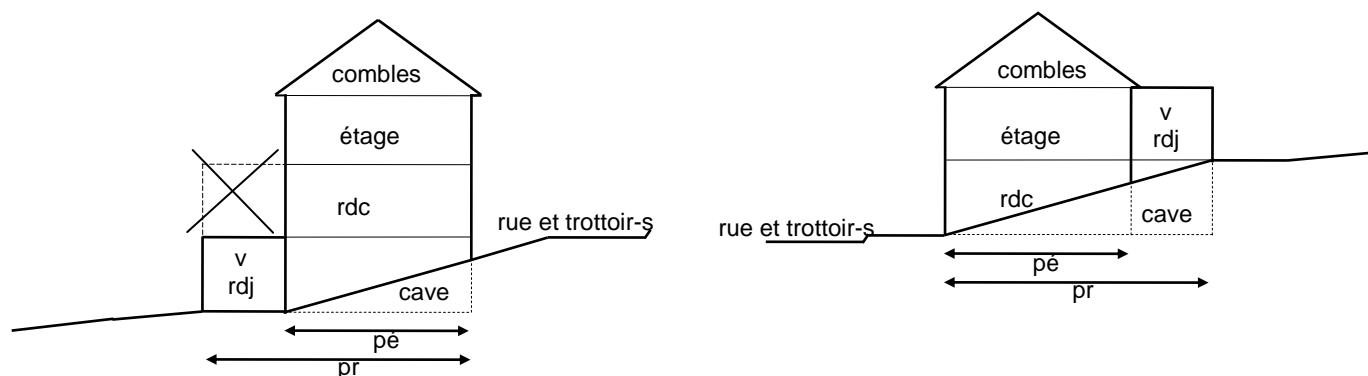 combles
étage
rdc
rue et trottoir-s
v
rdj
cave
pé
pr
combles
v
étage
rdj
rdc
cave
rue et trottoir-s
pé
pr